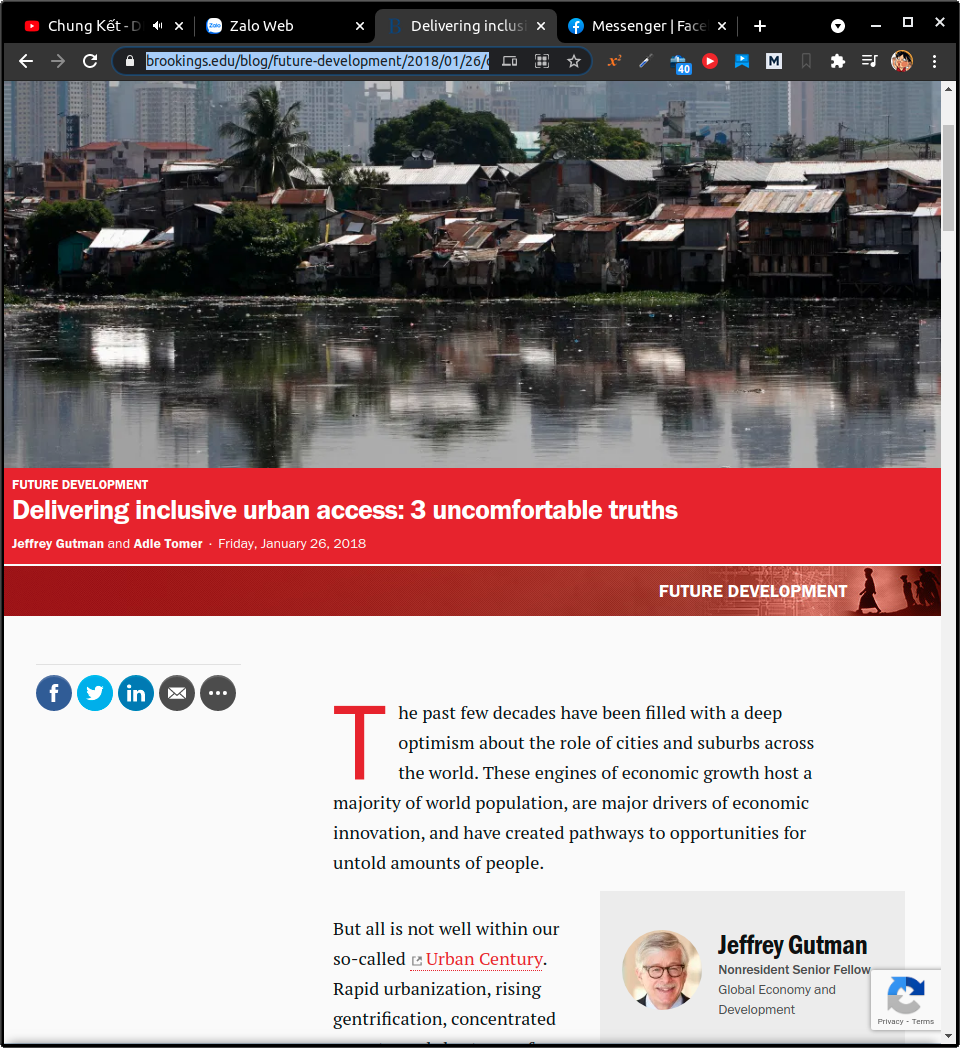 Chung Kết - D
Zalo Web
Delivering inclusi
Messenger | Face
brookings.edu/blog/future-development/2018/01/26/
40
M
FUTURE DEVELOPMENT
Delivering inclusive urban access: 3 uncomfortable truths
Jeffrey Gutman and Adie Tomer · Friday, January 26, 2018
FUTURE DEVELOPMENT
The past few decades have been filled with a deep
optimism about the role of cities and suburbs across
the world. These engines of economic growth host a
majority of world population, are major drivers of economic
innovation, and have created pathways to opportunities for
untold amounts of people.
But all is not well within our
so-called Urban Century.
Rapid urbanization, rising
gentrification, concentrated
Jeffrey Gutman
Nonresident Senior Fellow
Global Economy and
Development
Privacy - Terms